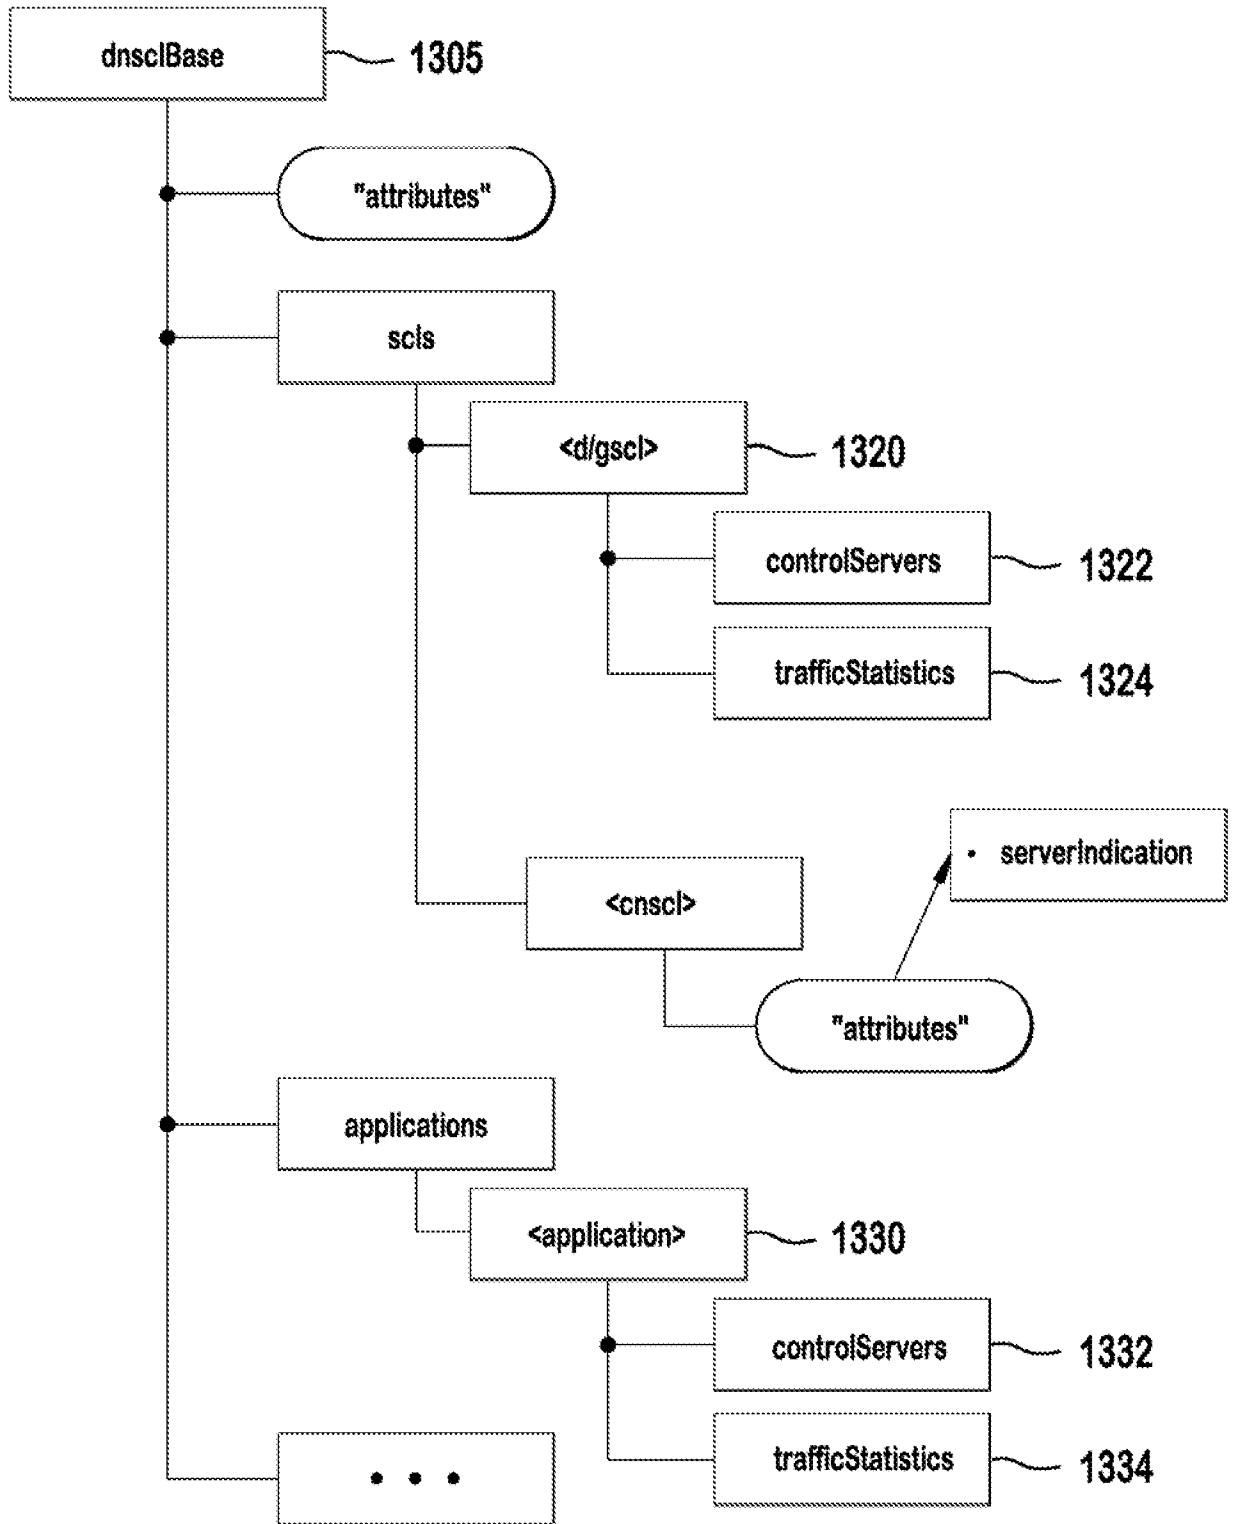 dnsclBase 1305
"attributes"
scls
<d/gscl> 1320
controlServers 1322
trafficStatistics 1324
• serverIndication
<cnscl>
"attributes"
applications
<application> 1330
controlServers 1332
trafficStatistics 1334
• • •